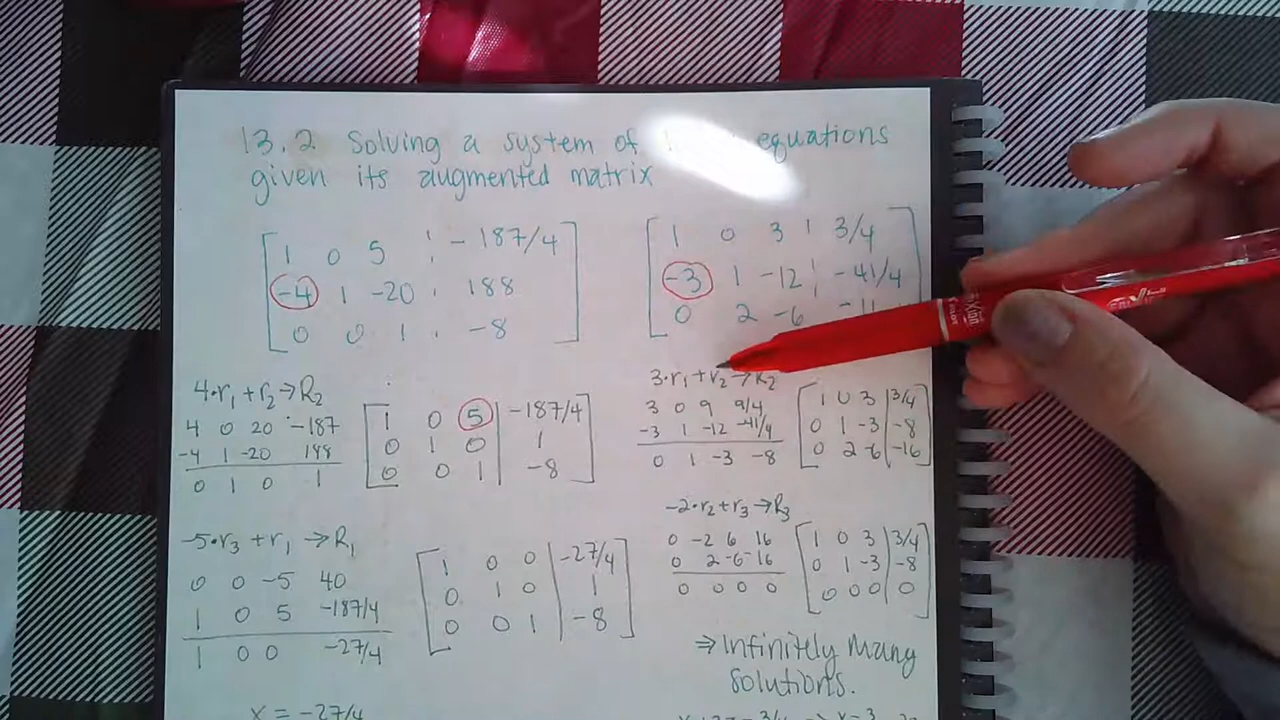 13.2 Solving a system of equations
given its augmented matrix
1 0 5 | -187/4
-4 1 -20 188
0 0 1 -8
4·r₁+r₂→R₂
4 0 20 -187
-4 1 -20 188
0 1 0 1
1 0 5 | -187/4
0 1 0 | 1
0 0 1 | -8
-5·r₃+r₁→R₁
0 0 -5 40
1 0 5 -187/4
1 0 0 -27/4
1 0 0 | -27/4
0 1 0 | 1
0 0 1 | -8
x = -27/4
1 0 3 | 3/4
-3 1 -12 | -41/4
0 2 -6
3·r₁+r₂→R₂
3 0 9 9/4
-3 1 -12 -41/4
0 1 -3 -8
1 0 3 | 3/4
0 1 -3 | -8
0 2 -6 | -16
-2·r₂+r₃→R₃
0 -2 6 16
0 2 -6 -16
0 0 0 0
1 0 3 | 3/4
0 1 -3 | -8
0 0 0 | 0
⇒ Infinitely Many
solutions.